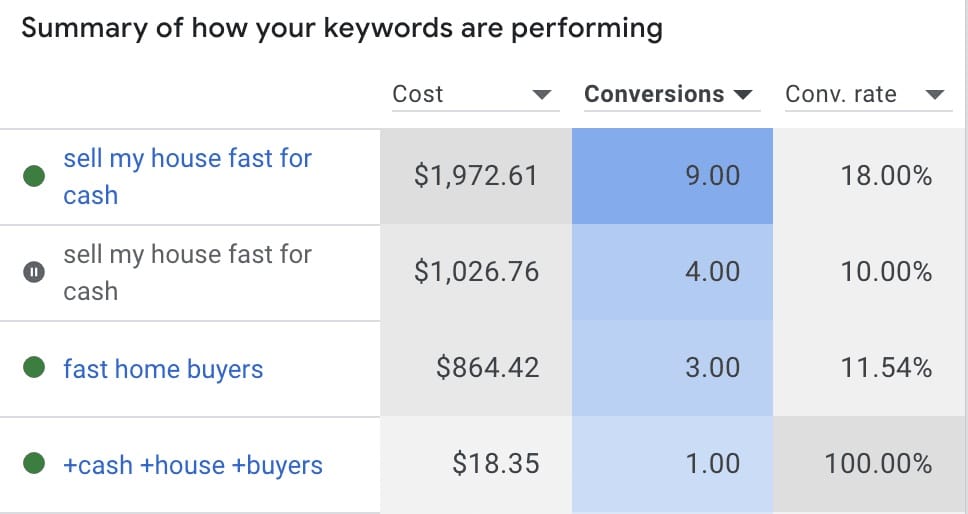 Summary of how your keywords are performing
Cost Conversions Conv. rate
sell my house fast for
cash
$1,972.61 9.00 18.00%
sell my house fast for
cash
$1,026.76 4.00 10.00%
fast home buyers $864.42 3.00 11.54%
+cash +house +buyers $18.35 1.00 100.00%